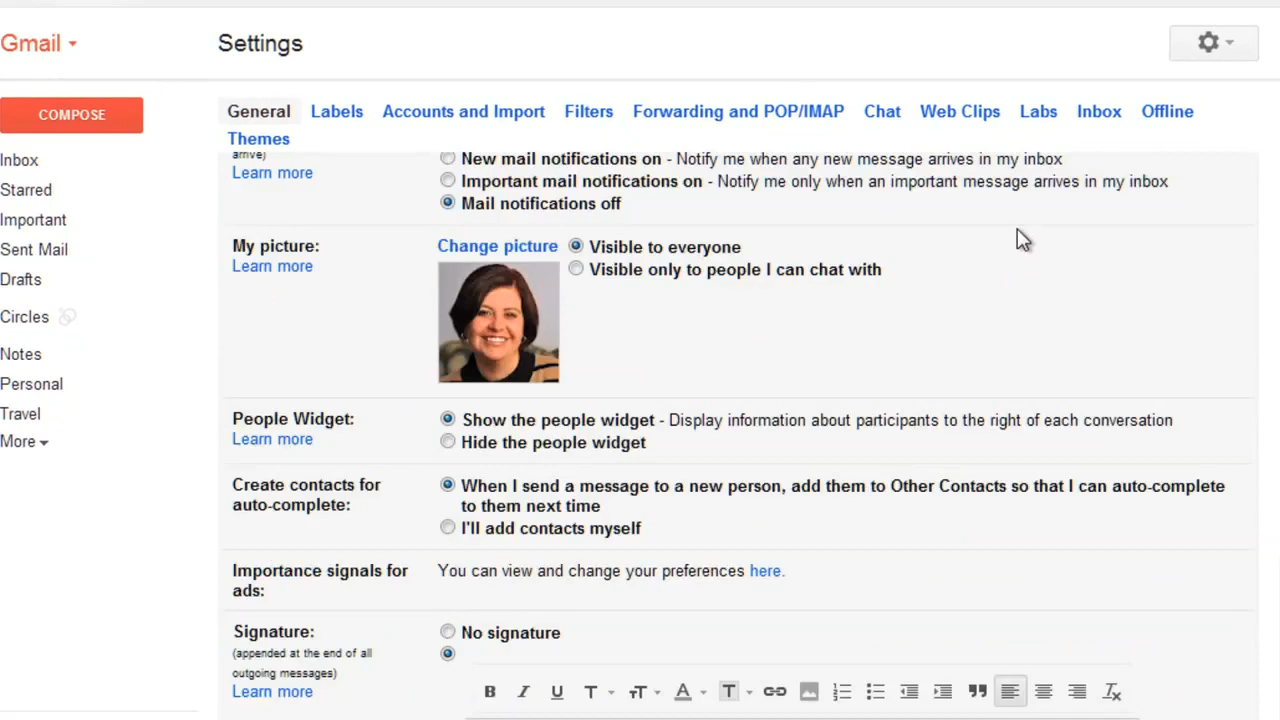 Gmail
Settings
COMPOSE
General Labels Accounts and Import Filters Forwarding and POP/IMAP Chat Web Clips Labs Inbox Offline
Themes
Inbox
Starred
Important
Sent Mail
Drafts
Circles
Notes
Personal
Travel
More
arrive)
Learn more
New mail notifications on - Notify me when any new message arrives in my inbox
Important mail notifications on - Notify me only when an important message arrives in my inbox
Mail notifications off
My picture:
Learn more
Change picture
Visible to everyone
Visible only to people I can chat with
People Widget:
Learn more
Show the people widget - Display information about participants to the right of each conversation
Hide the people widget
Create contacts for
auto-complete:
When I send a message to a new person, add them to Other Contacts so that I can auto-complete
to them next time
I'll add contacts myself
Importance signals for
ads:
You can view and change your preferences here.
Signature:
(appended at the end of all
outgoing messages)
Learn more
No signature